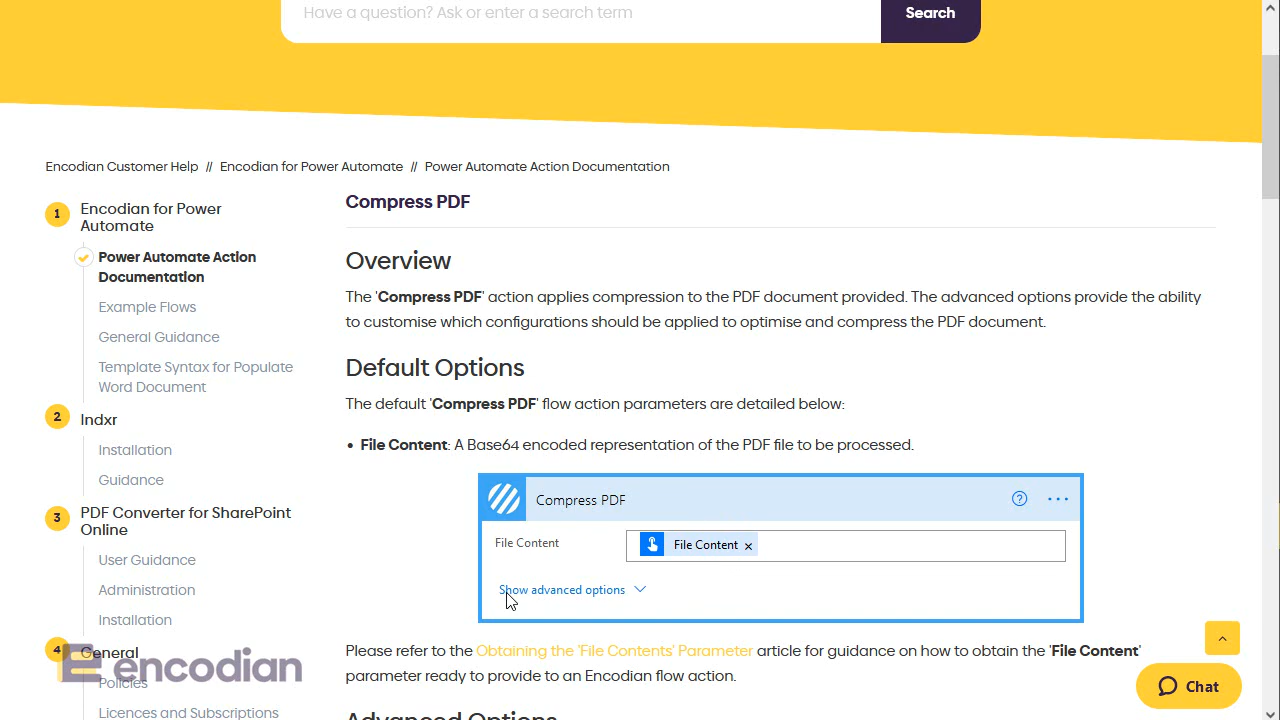 Have a question? Ask or enter a search term
Search
Encodian Customer Help // Encodian for Power Automate // Power Automate Action Documentation
1
Encodian for Power
Automate
Power Automate Action
Documentation
Example Flows
General Guidance
Template Syntax for Populate
Word Document
2
Indxr
Installation
Guidance
3
PDF Converter for SharePoint
Online
User Guidance
Administration
Installation
4
General
Policies
Licences and Subscriptions
encodian
Compress PDF
Overview
The 'Compress PDF' action applies compression to the PDF document provided. The advanced options provide the ability
to customise which configurations should be applied to optimise and compress the PDF document.
Default Options
The default 'Compress PDF' flow action parameters are detailed below:
• File Content: A Base64 encoded representation of the PDF file to be processed.
Compress PDF
File Content
File Content ×
Show advanced options
Please refer to the Obtaining the 'File Contents' Parameter article for guidance on how to obtain the 'File Content'
parameter ready to provide to an Encodian flow action.
Advanced Options
Chat